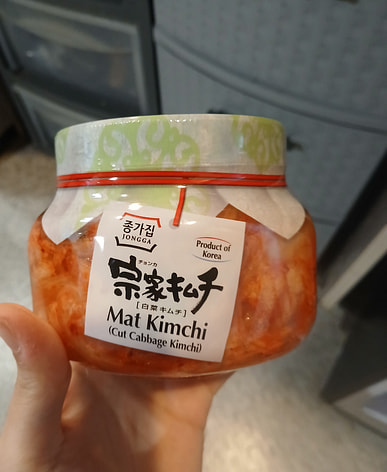 종가집
JONGGA
Product of
Korea
チョンカ
宗家キムチ
[白菜キムチ]
Mat Kimchi
(Cut Cabbage Kimchi)